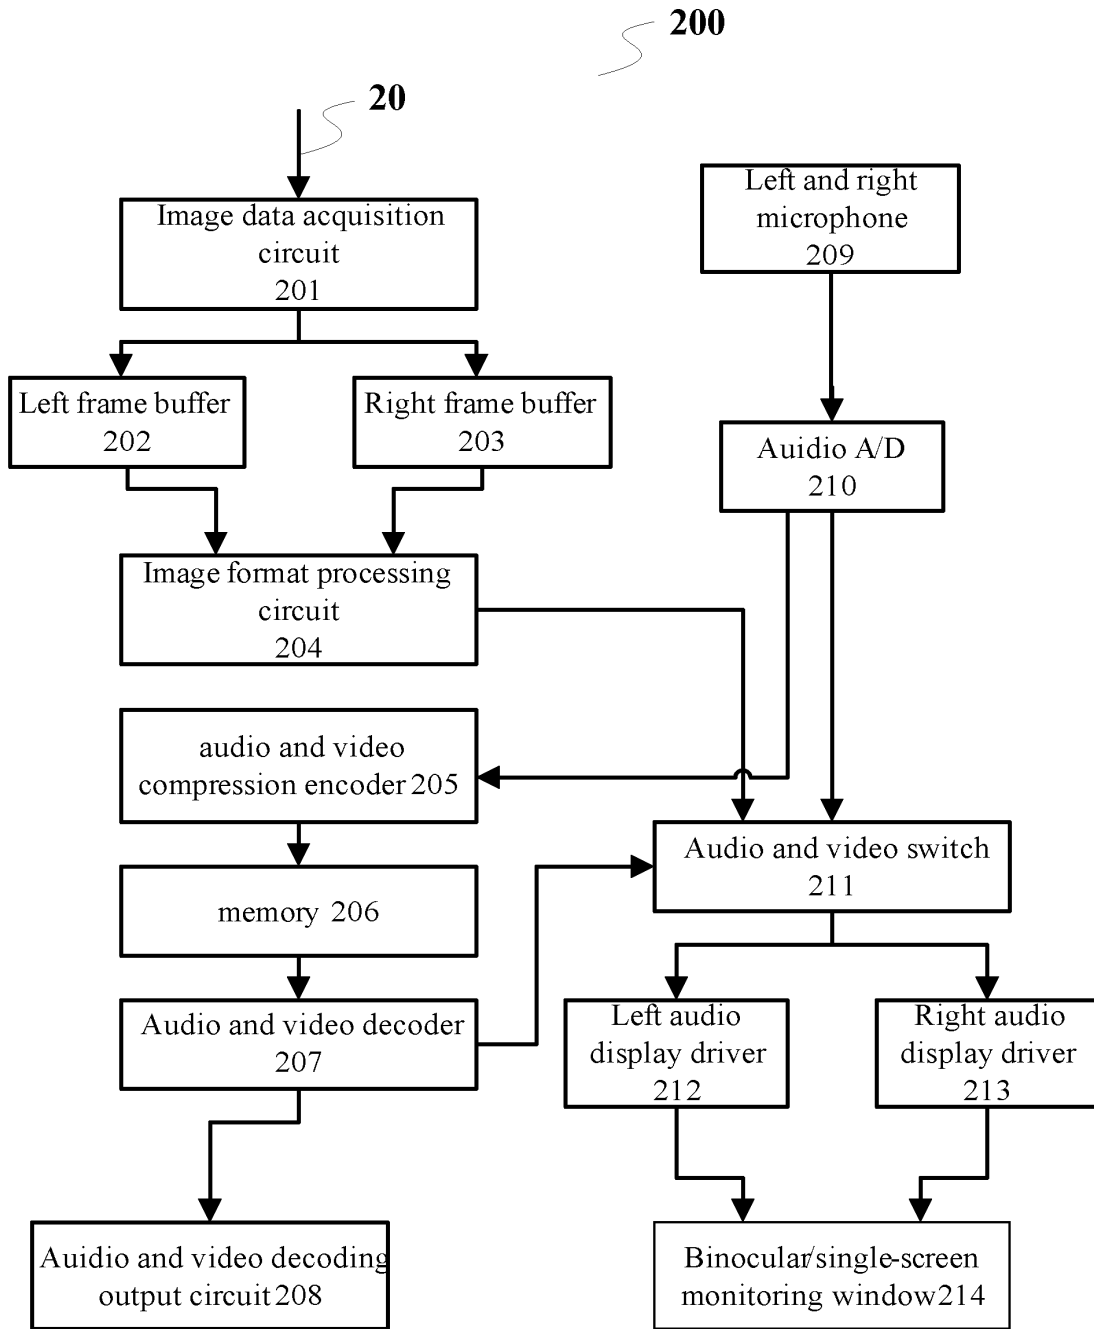 200
20
Image data acquisition
circuit
201
Left and right
microphone
209
Left frame buffer
202
Right frame buffer
203
Auidio A/D
210
Image format processing
circuit
204
audio and video
compression encoder 205
Audio and video switch
211
memory 206
Audio and video decoder
207
Left audio
display driver
212
Right audio
display driver
213
Auidio and video decoding
output circuit 208
Binocular/single-screen
monitoring window214